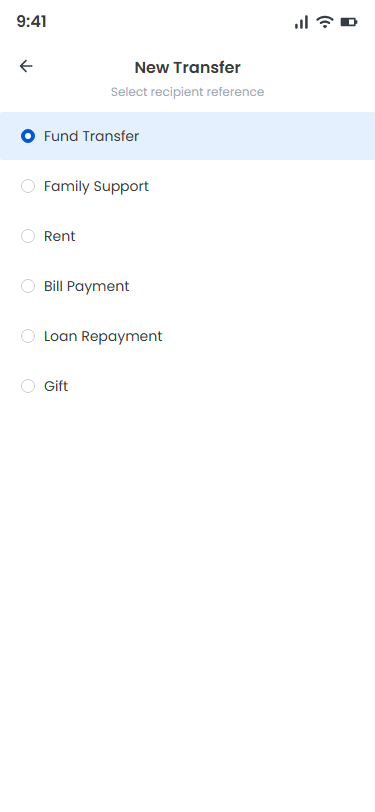 9:41
New Transfer
Select recipient reference
Fund Transfer
Family Support
Rent
Bill Payment
Loan Repayment
Gift